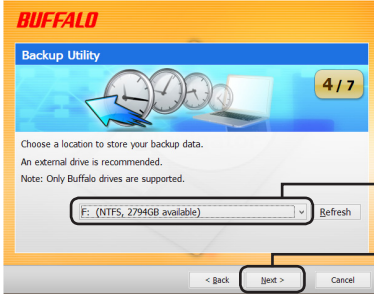 BUFFALO
Backup Utility
4/7
Choose a location to store your backup data.
An external drive is recommended.
Note: Only Buffalo drives are supported.
F: (NTFS, 2794GB available) Refresh
< Back Next > Cancel